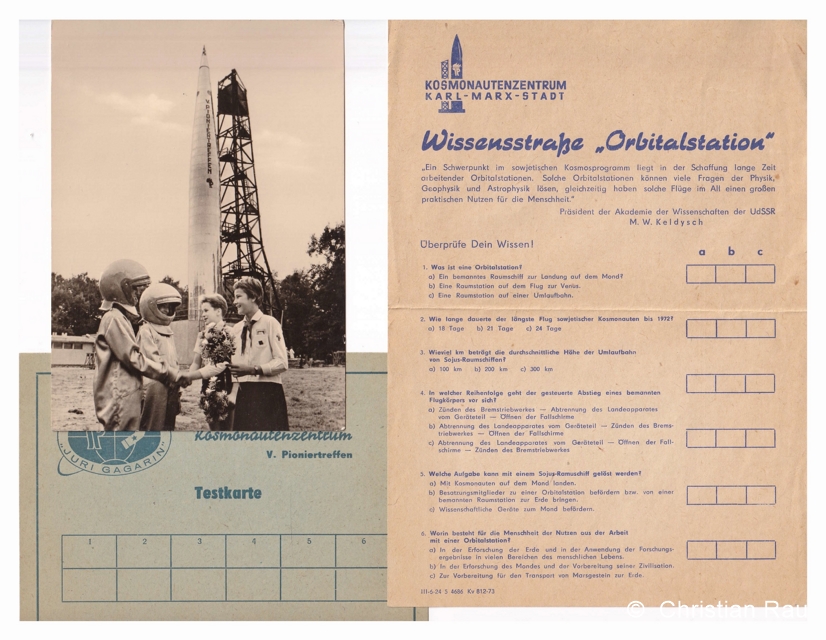 V. PIONIERTREFFEN
"JURI GAGARIN"
Kosmonautenzentrum
V. Pioniertreffen
Testkarte
1 2 3 4 5 6
KOSMONAUTENZENTRUM
KARL-MARX-STADT
Wissensstraße „Orbitalstation"
„Ein Schwerpunkt im sowjetischen Kosmosprogramm liegt in der Schaffung lange Zeit
arbeitender Orbitalstationen. Solche Orbitalstationen können viele Fragen der Physik,
Geophysik und Astrophysik lösen, gleichzeitig haben solche Flüge im All einen großen
praktischen Nutzen für die Menschheit."
Präsident der Akademie der Wissenschaften der UdSSR
M. W. Keldysch
Überprüfe Dein Wissen!
a b c
1. Was ist eine Orbitalstation?
a) Ein bemanntes Raumschiff zur Landung auf dem Mond?
b) Eine Raumstation auf dem Flug zur Venus.
c) Eine Raumstation auf einer Umlaufbahn.
2. Wie lange dauerte der längste Flug sowjetischer Kosmonauten bis 1972?
a) 18 Tage b) 21 Tage c) 24 Tage
3. Wieviel km beträgt die durchschnittliche Höhe der Umlaufbahn
von Sojus-Raumschiffen?
a) 100 km b) 200 km c) 300 km
4. In welcher Reihenfolge geht der gesteuerte Abstieg eines bemannten
Flugkörpers vor sich?
a) Zünden des Bremstriebwerkes — Abtrennung des Landeapparates
vom Geräteteil — Öffnen der Fallschirme
b) Abtrennung des Landeapparates vom Geräteteil — Zünden des Brems-
triebwerkes — Öffnen der Fallschirme
c) Abtrennung des Landeapparates vom Geräteteil — Öffnen der Fall-
schirme — Zünden des Bremstriebwerkes
5. Welche Aufgabe kann mit einem Sojus-Raumschiff gelöst werden?
a) Mit Kosmonauten auf dem Mond landen.
b) Besatzungsmitglieder zu einer Orbitalstation befördern bzw. von einer
bemannten Raumstation zur Erde bringen.
c) Wissenschaftliche Geräte zum Mond befördern.
6. Worin besteht für die Menschheit der Nutzen aus der Arbeit
mit einer Orbitalstation?
a) In der Erforschung der Erde und in der Anwendung der Forschungs-
ergebnisse in vielen Bereichen des menschlichen Lebens.
b) In der Erforschung des Mondes und der Vorbereitung seiner Zivilisation.
c) Zur Vorbereitung für den Transport von Marsgestein zur Erde.
III-6-24 S 4686 Kv 812-73
© Christian Rau